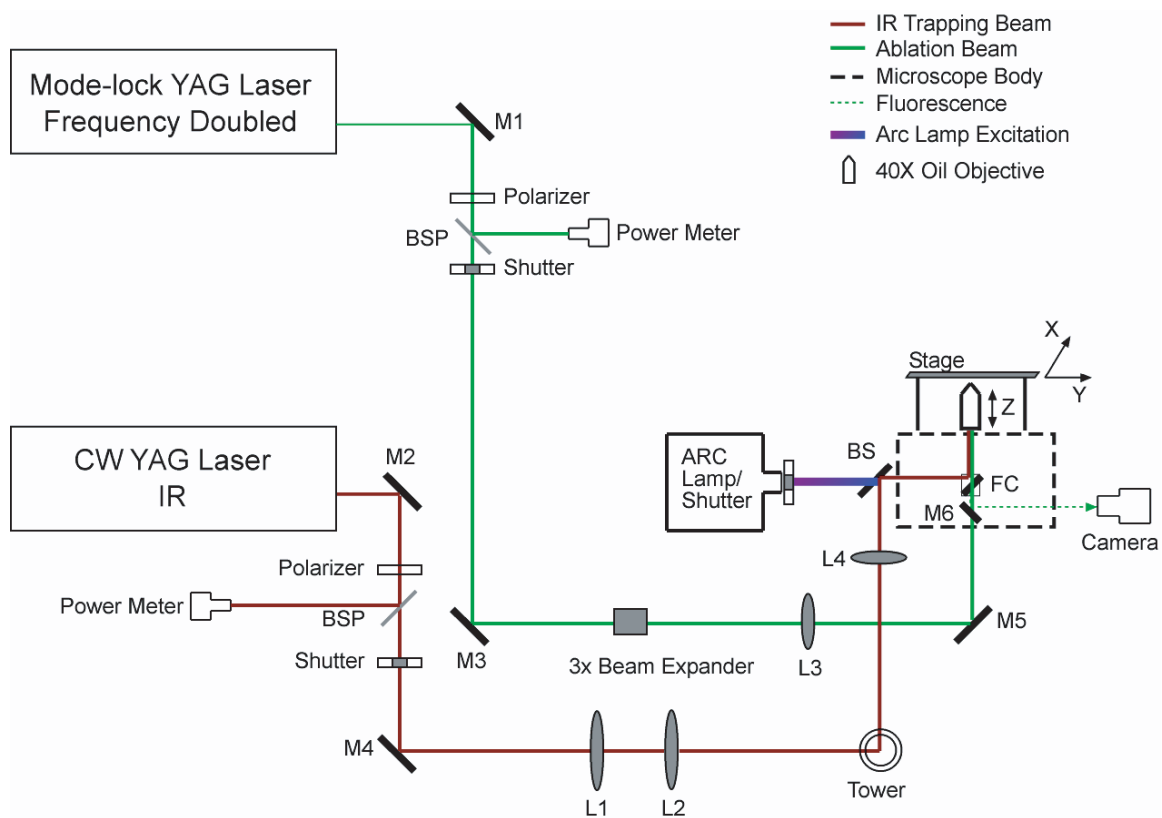 IR Trapping Beam
Ablation Beam
Microscope Body
Fluorescence
Arc Lamp Excitation
40X Oil Objective
Mode-lock YAG Laser
Frequency Doubled
M1
Polarizer
BSP
Power Meter
Shutter
X
Stage
Y
Z
CW YAG Laser
IR
M2
ARC
Lamp/
Shutter
BS
FC
M6
Camera
L4
Polarizer
Power Meter
BSP
M5
M3
3x Beam Expander
L3
Shutter
M4
L1
L2
Tower